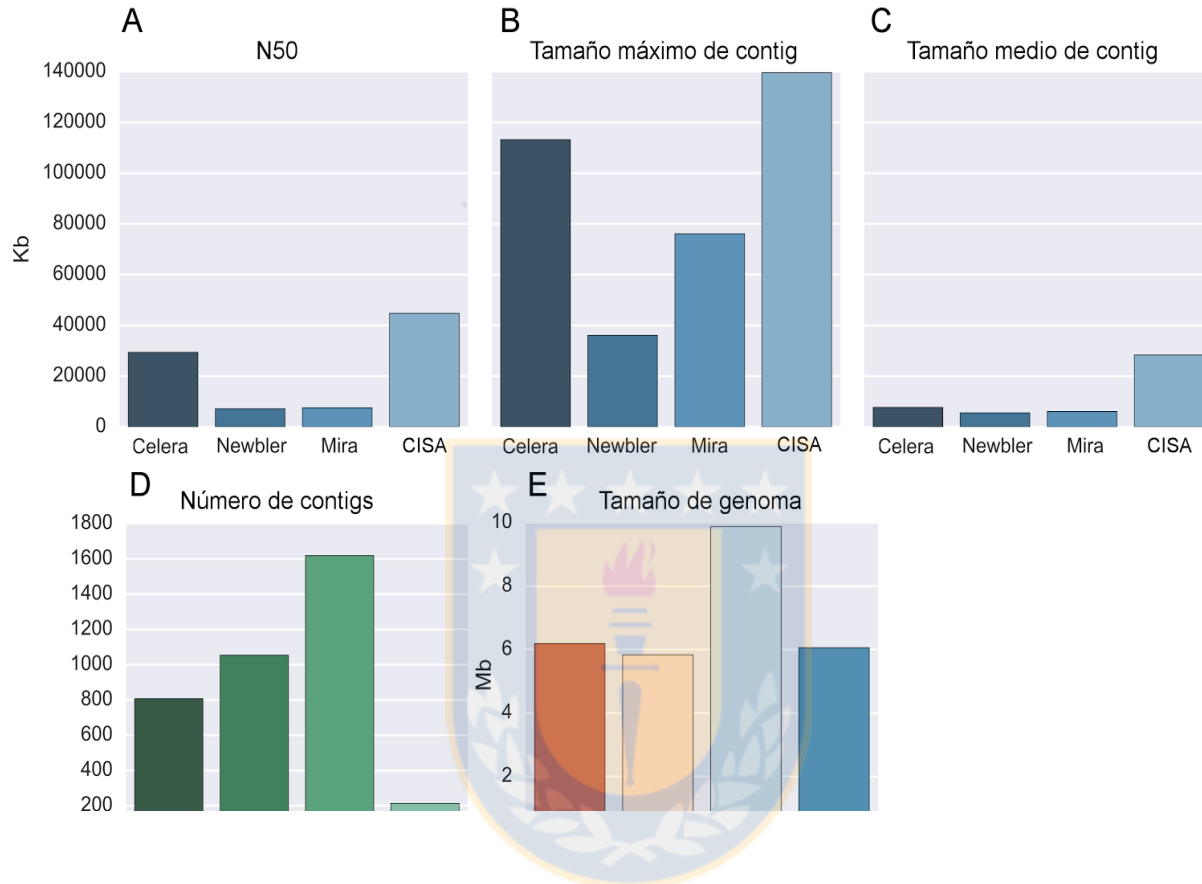 A
N50
B
Tamaño máximo de contig
C
Tamaño medio de contig
Kb
140000
120000
100000
80000
60000
40000
20000
0
Celera Newbler Mira CISA
Celera Newbler Mira CISA
Celera Newbler Mira CISA
D
Número de contigs
1800
1600
1400
1200
1000
800
600
400
200
E
Tamaño de genoma
Mb
10
8
6
4
2